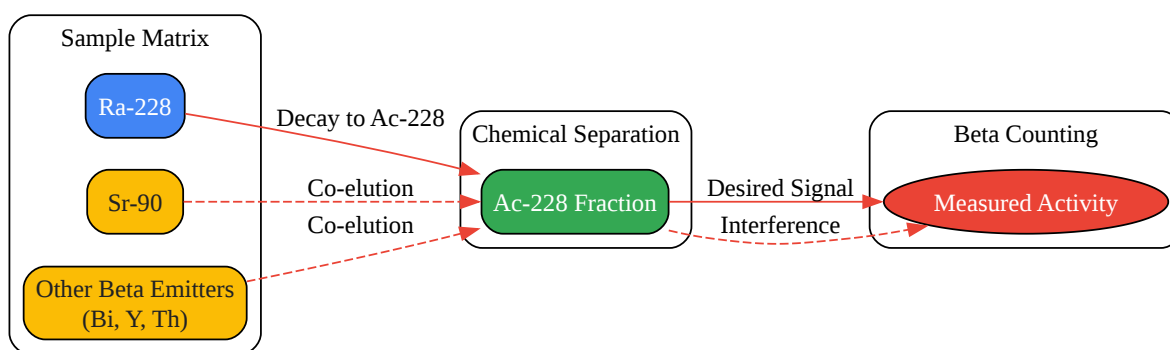 Sample Matrix
Ra-228
Sr-90
Other Beta Emitters
(Bi, Y, Th)
Decay to Ac-228
Co-elution
Co-elution
Chemical Separation
Ac-228 Fraction
Desired Signal
Interference
Beta Counting
Measured Activity